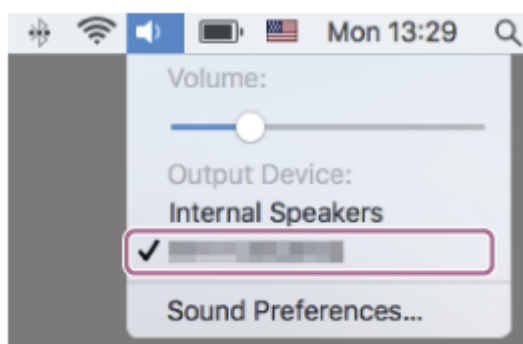 Mon 13:29
Volume:
Output Device:
Internal Speakers
Sound Preferences...